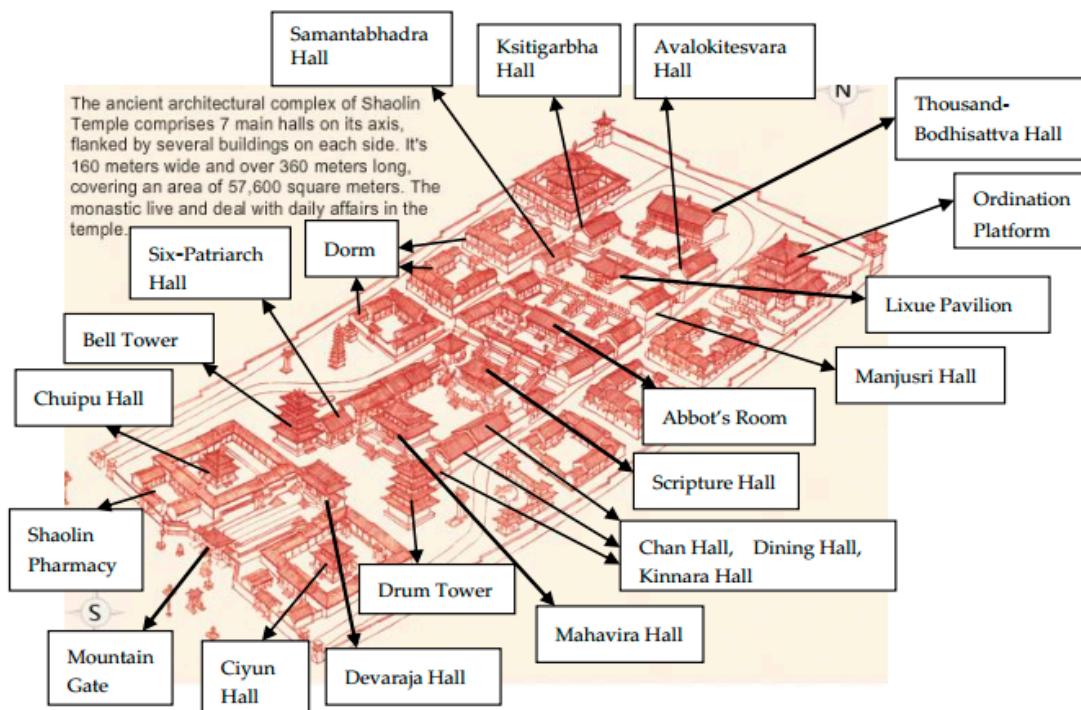 Samantabhadra
Hall
Ksitigarbha
Hall
Avalokitesvara
Hall
N
Thousand-
Bodhisattva Hall
The ancient architectural complex of Shaolin
Temple comprises 7 main halls on its axis,
flanked by several buildings on each side. It's
160 meters wide and over 360 meters long,
covering an area of 57,600 square meters. The
monastic live and deal with daily affairs in the
temple.
Ordination
Platform
Six-Patriarch
Hall
Dorm
Lixue Pavilion
Bell Tower
Manjusri Hall
Chuipu Hall
Abbot's Room
Scripture Hall
Shaolin
Pharmacy
Chan Hall, Dining Hall,
Kinnara Hall
Drum Tower
S
Mahavira Hall
Mountain
Gate
Ciyun
Hall
Devaraja Hall